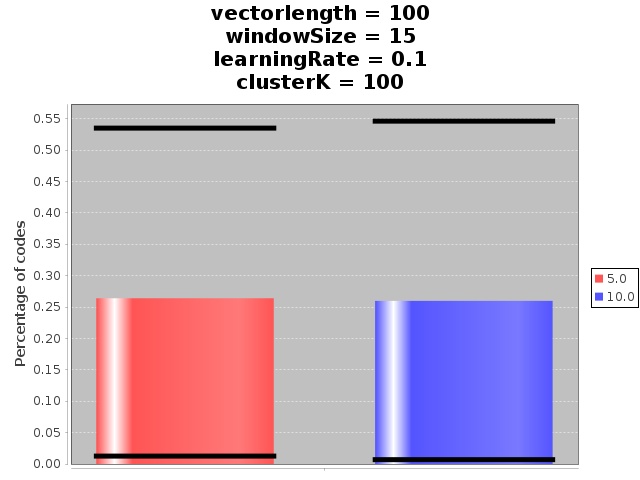 vectorlength = 100
windowSize = 15
learningRate = 0.1
clusterK = 100
Percentage of codes
0.55
0.50
0.45
0.40
0.35
0.30
0.25
0.20
0.15
0.10
0.05
0.00
5.0
10.0